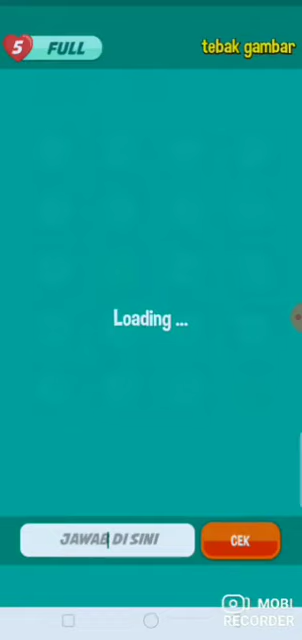 5 FULL
tebak gambar
Loading ...
JAWAB DI SINI
CEK
MOBI
RECORDER